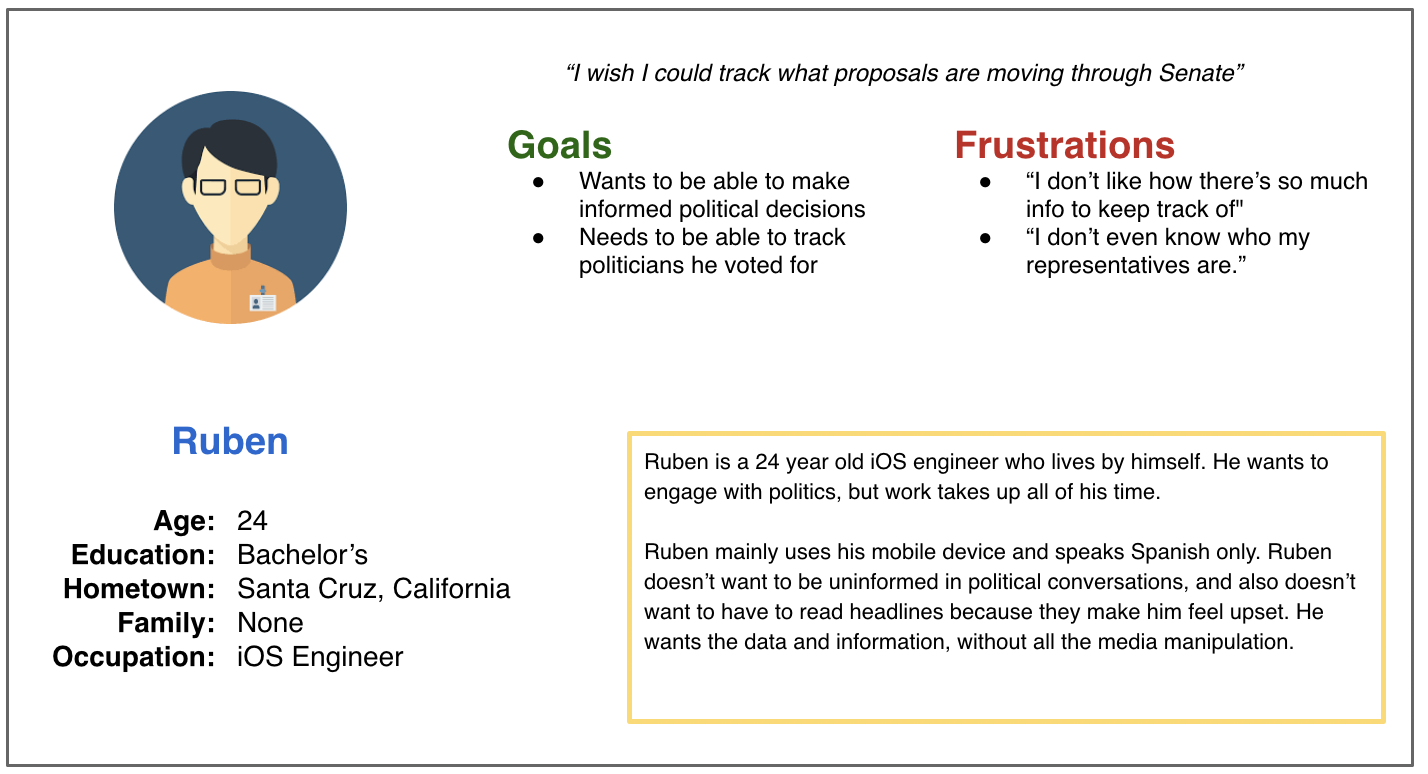 “I wish I could track what proposals are moving through Senate”
Goals
● Wants to be able to make
informed political decisions
● Needs to be able to track
politicians he voted for
Frustrations
● “I don’t like how there’s so much
info to keep track of"
● “I don’t even know who my
representatives are.”
Ruben
Age: 24
Education: Bachelor’s
Hometown: Santa Cruz, California
Family: None
Occupation: iOS Engineer
Ruben is a 24 year old iOS engineer who lives by himself. He wants to
engage with politics, but work takes up all of his time.
Ruben mainly uses his mobile device and speaks Spanish only. Ruben
doesn’t want to be uninformed in political conversations, and also doesn’t
want to have to read headlines because they make him feel upset. He
wants the data and information, without all the media manipulation.